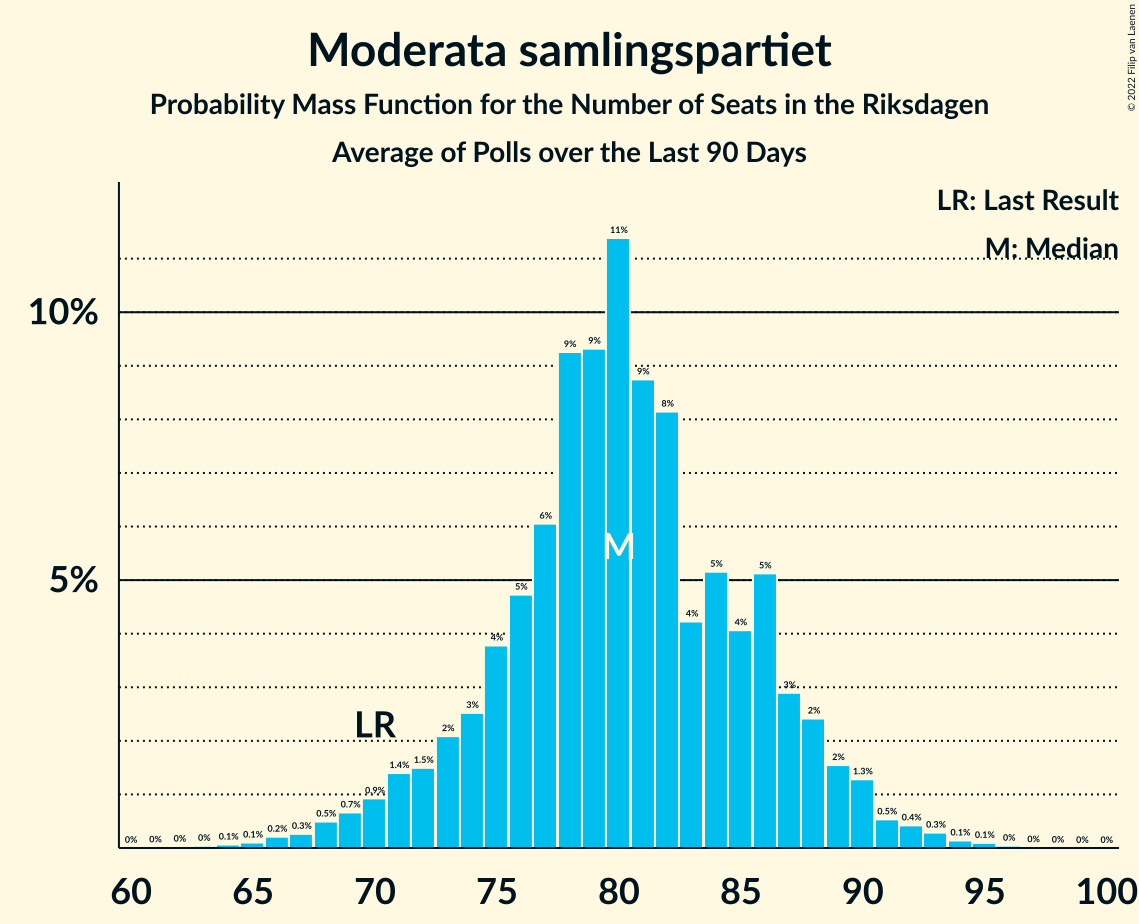 Moderata samlingspartiet
Probability Mass Function for the Number of Seats in the Riksdagen
Average of Polls over the Last 90 Days
© 2022 Filip van Laenen
LR: Last Result
M: Median
10%
5%
0% 0% 0% 0% 0.1% 0.1% 0.2% 0.3% 0.5% 0.7% 0.9% 1.4% 1.5% 2% 3% 4% 5% 6% 9% 9% 11% 9% 8% 4% 5% 4% 5% 3% 2% 2% 1.3% 0.5% 0.4% 0.3% 0.1% 0.1% 0% 0% 0% 0% 0%
LR
M
60 65 70 75 80 85 90 95 100